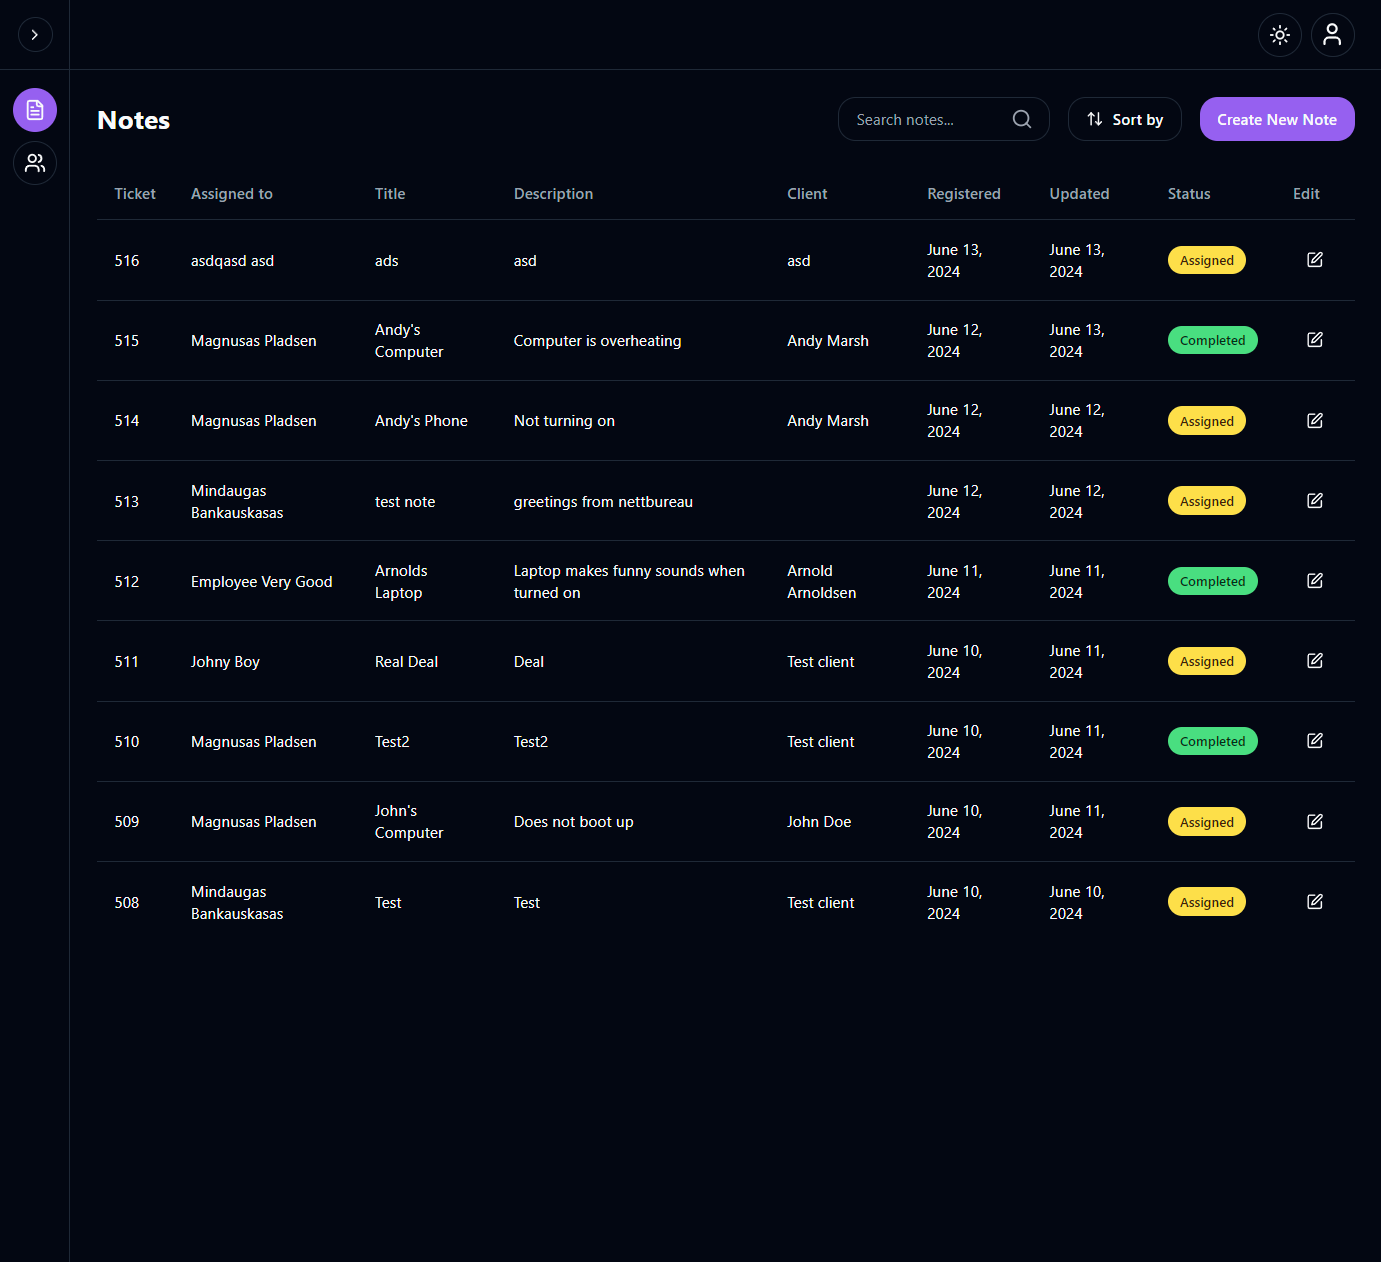 Notes
Search notes...
Sort by
Create New Note
Ticket Assigned to Title Description Client Registered Updated Status Edit
516 asdqasd asd ads asd asd June 13, 2024 June 13, 2024 Assigned
515 Magnusas Pladsen Andy's Computer Computer is overheating Andy Marsh June 12, 2024 June 13, 2024 Completed
514 Magnusas Pladsen Andy's Phone Not turning on Andy Marsh June 12, 2024 June 12, 2024 Assigned
513 Mindaugas Bankauskasas test note greetings from nettbureau June 12, 2024 June 12, 2024 Assigned
512 Employee Very Good Arnolds Laptop Laptop makes funny sounds when turned on Arnold Arnoldsen June 11, 2024 June 11, 2024 Completed
511 Johny Boy Real Deal Deal Test client June 10, 2024 June 11, 2024 Assigned
510 Magnusas Pladsen Test2 Test2 Test client June 10, 2024 June 11, 2024 Completed
509 Magnusas Pladsen John's Computer Does not boot up John Doe June 10, 2024 June 11, 2024 Assigned
508 Mindaugas Bankauskasas Test Test Test client June 10, 2024 June 10, 2024 Assigned